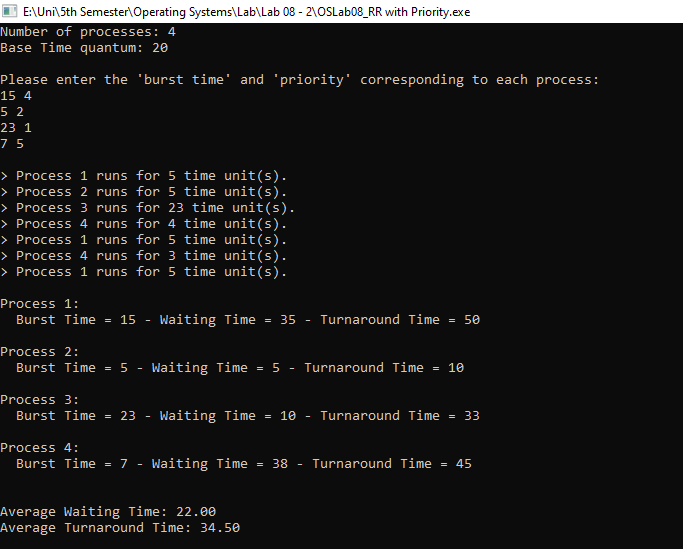 E:\Uni\5th Semester\Operating Systems\Lab\Lab 08 - 2\OSLab08_RR with Priority.exe
Number of processes: 4
Base Time quantum: 20
Please enter the 'burst time' and 'priority' corresponding to each process:
15 4
5 2
23 1
7 5
> Process 1 runs for 5 time unit(s).
> Process 2 runs for 5 time unit(s).
> Process 3 runs for 23 time unit(s).
> Process 4 runs for 4 time unit(s).
> Process 1 runs for 5 time unit(s).
> Process 4 runs for 3 time unit(s).
> Process 1 runs for 5 time unit(s).
Process 1:
Burst Time = 15 - Waiting Time = 35 - Turnaround Time = 50
Process 2:
Burst Time = 5 - Waiting Time = 5 - Turnaround Time = 10
Process 3:
Burst Time = 23 - Waiting Time = 10 - Turnaround Time = 33
Process 4:
Burst Time = 7 - Waiting Time = 38 - Turnaround Time = 45
Average Waiting Time: 22.00
Average Turnaround Time: 34.50